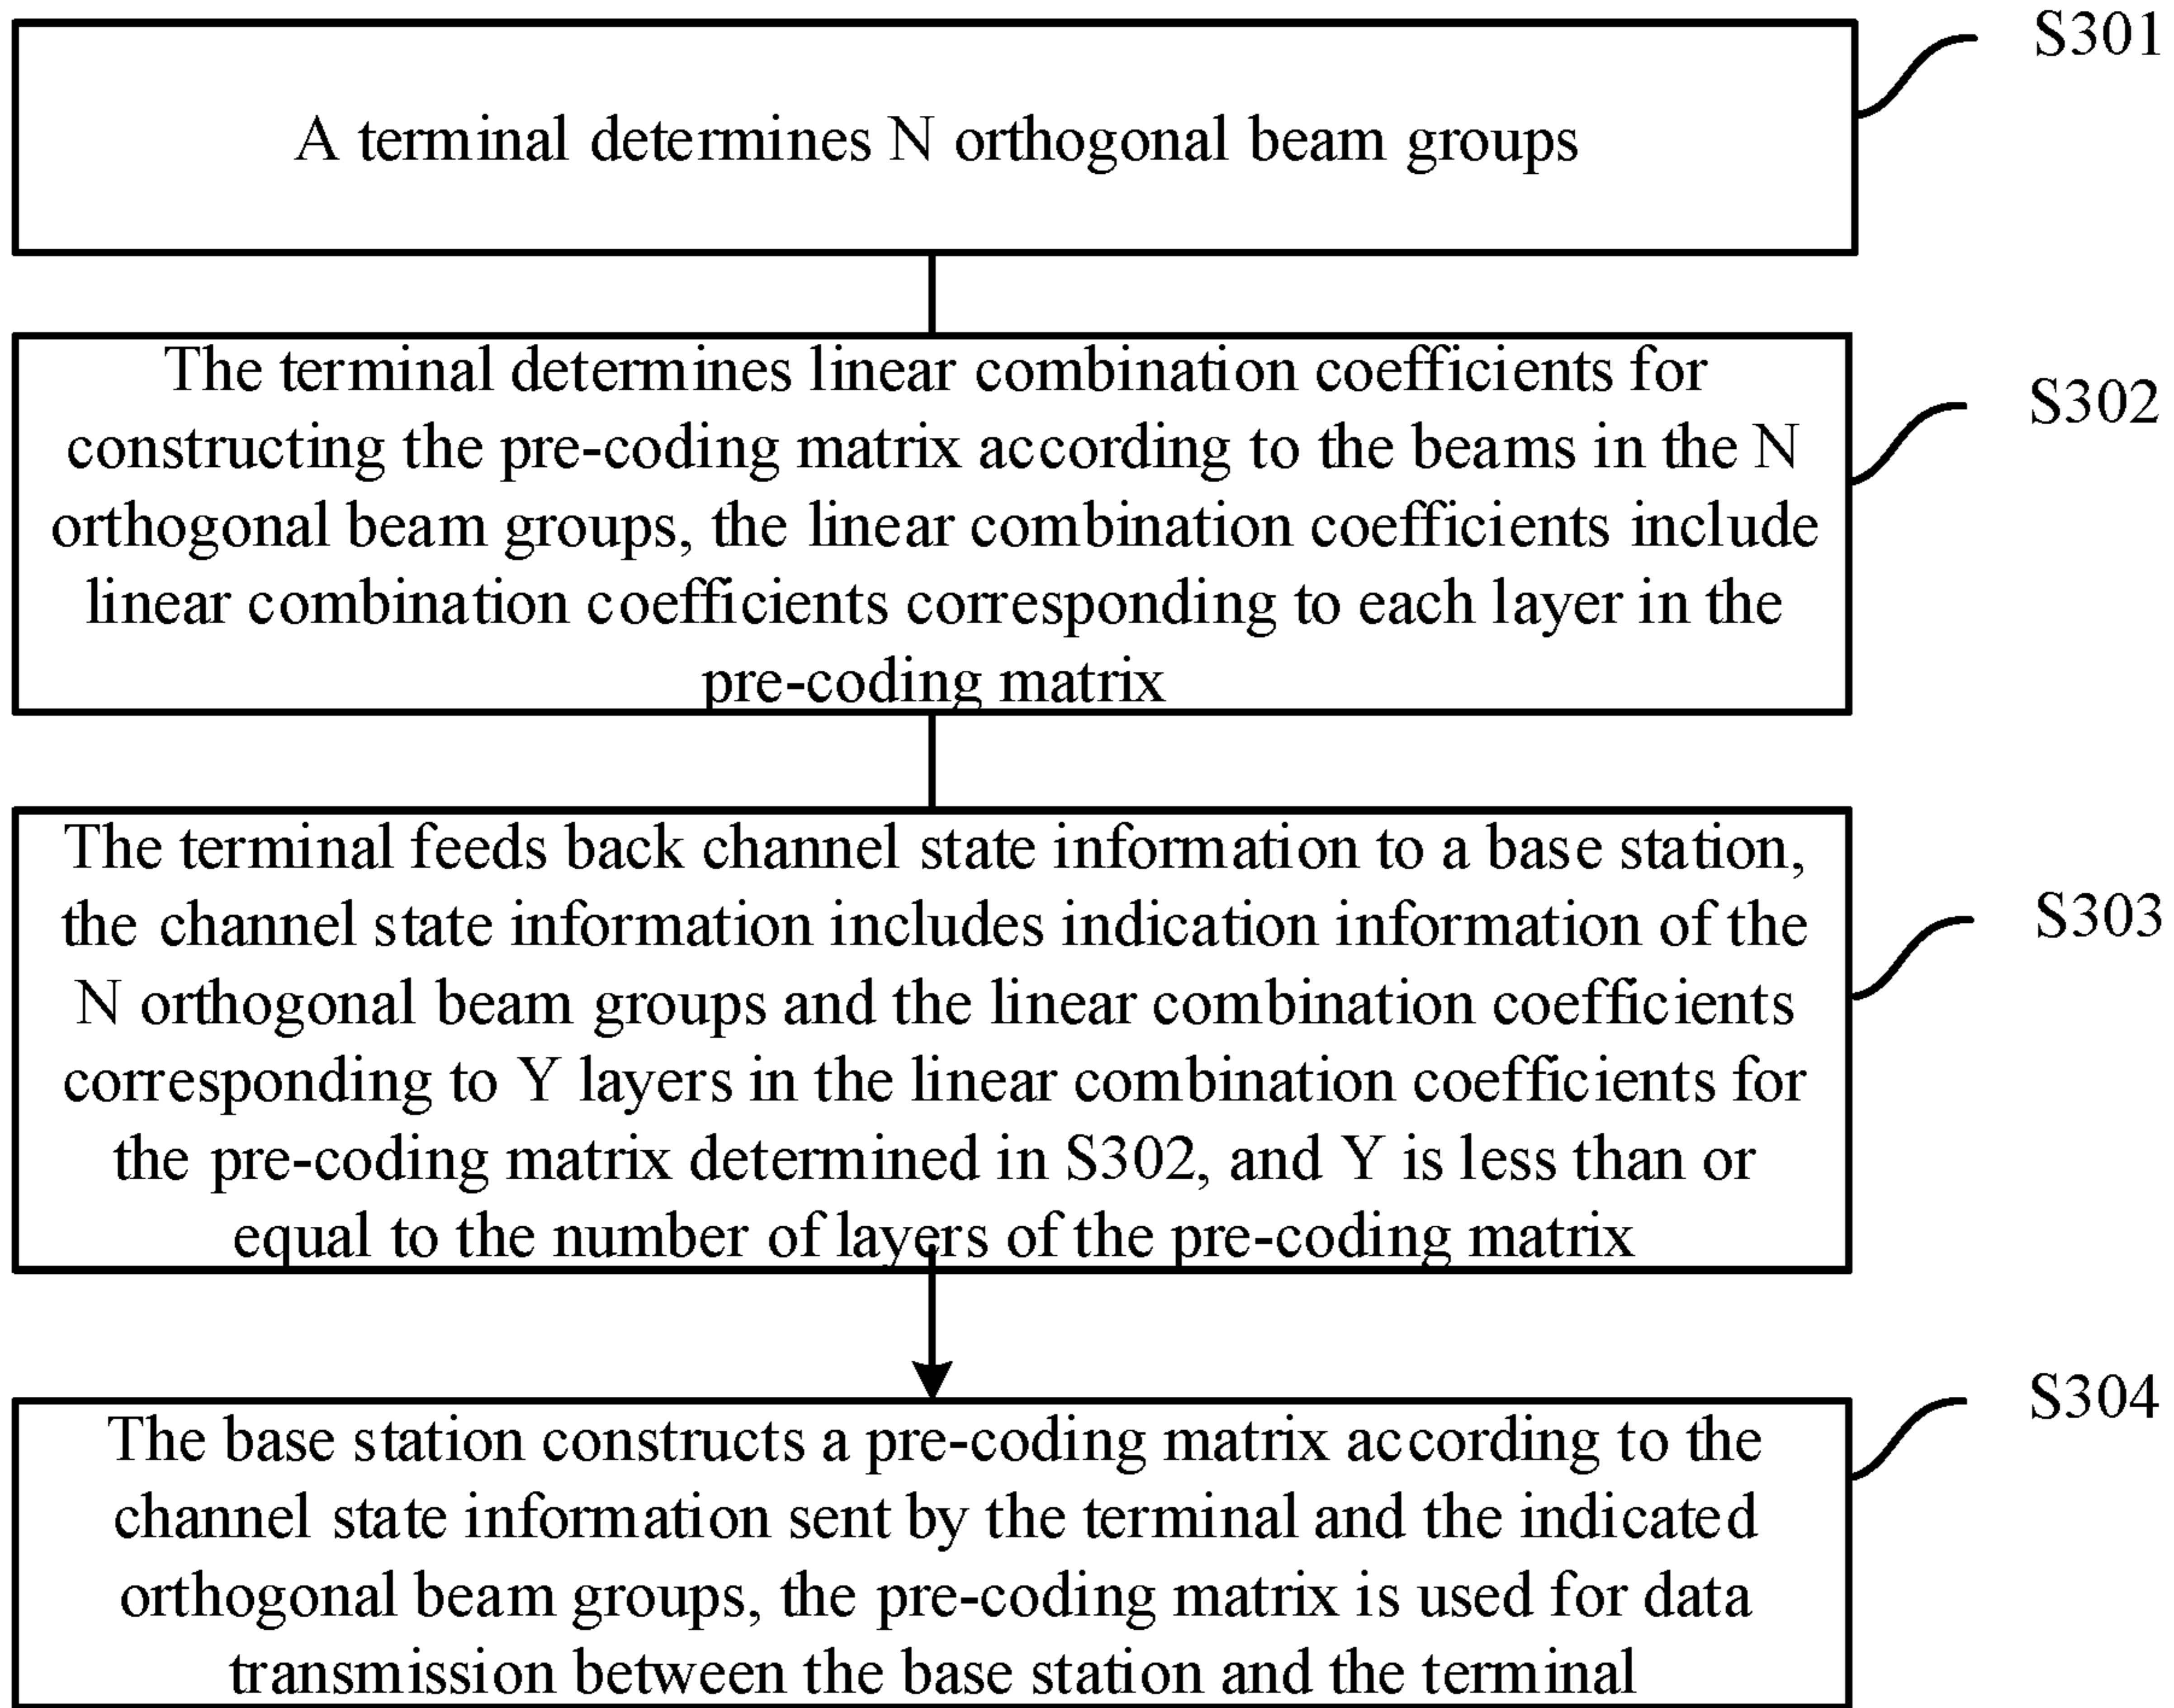 S301
A terminal determines N orthogonal beam groups
The terminal determines linear combination coefficients for
S302
constructing the pre-coding matrix according to the beams in the N
orthogonal beam groups, the linear combination coefficients include
linear combination coefficients corresponding to each layer in the
pre-coding matrix
The terminal feeds back channel state information to a base station,
the channel state information includes indication information of the
S303
N orthogonal beam groups and the linear combination coefficients
corresponding to Y layers in the linear combination coefficients for
the pre-coding matrix determined in S302, and Y is less than or
equal to the number of layers of the pre-coding matrix
S304
The base station constructs a pre-coding matrix according to the
channel state information sent by the terminal and the indicated
orthogonal beam groups, the pre-coding matrix is used for data
transmission between the base station and the terminal